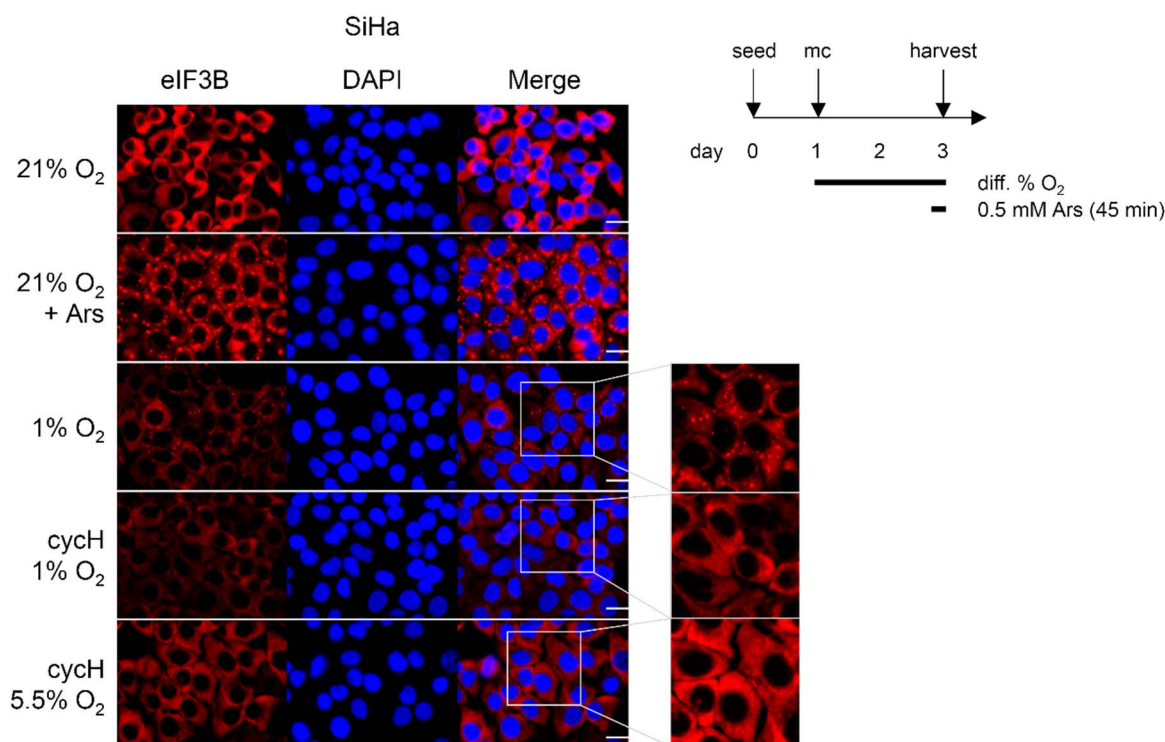 SiHa
eIF3B DAPI Merge
21% O₂
21% O₂
+ Ars
1% O₂
cycH
1% O₂
cycH
5.5% O₂
seed mc harvest
day 0 1 2 3
diff. % O₂
0.5 mM Ars (45 min)